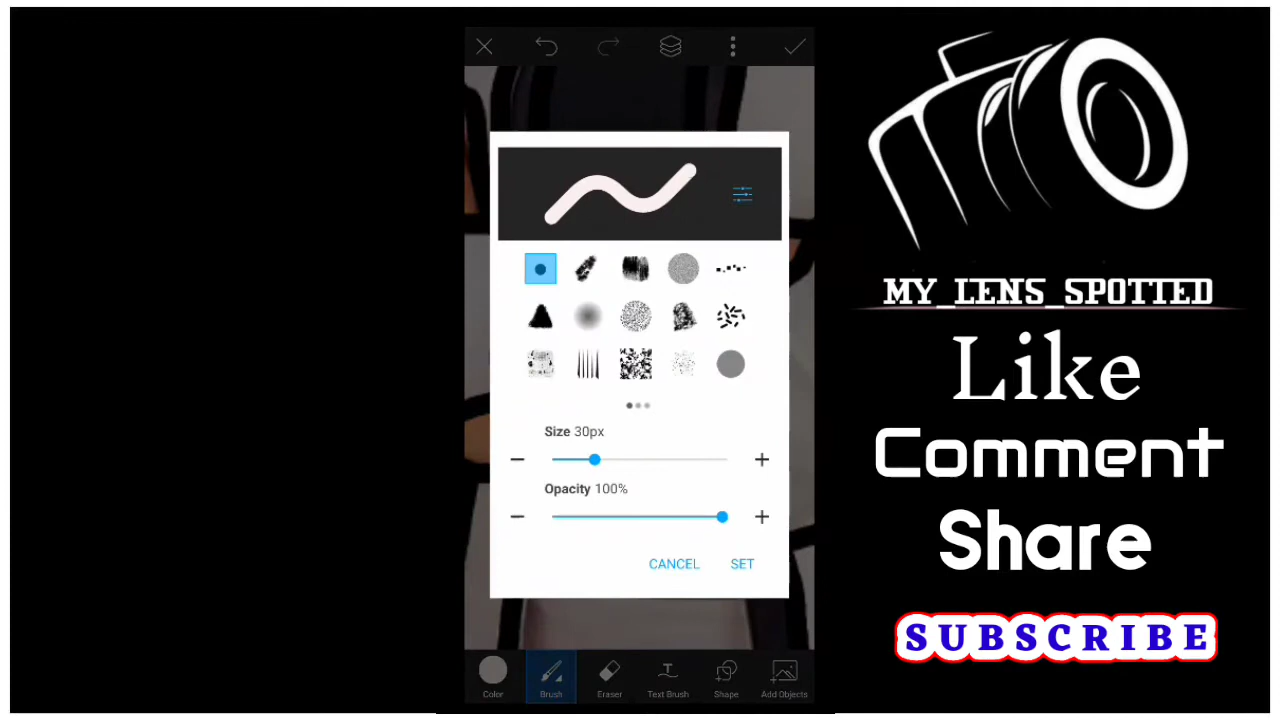 MY_LENS_SPOTTED
Like
Comment
Share
SUBSCRIBE
Size 30px
Opacity 100%
CANCEL SET
Color Brush Eraser Text Brush Shape Add Objects